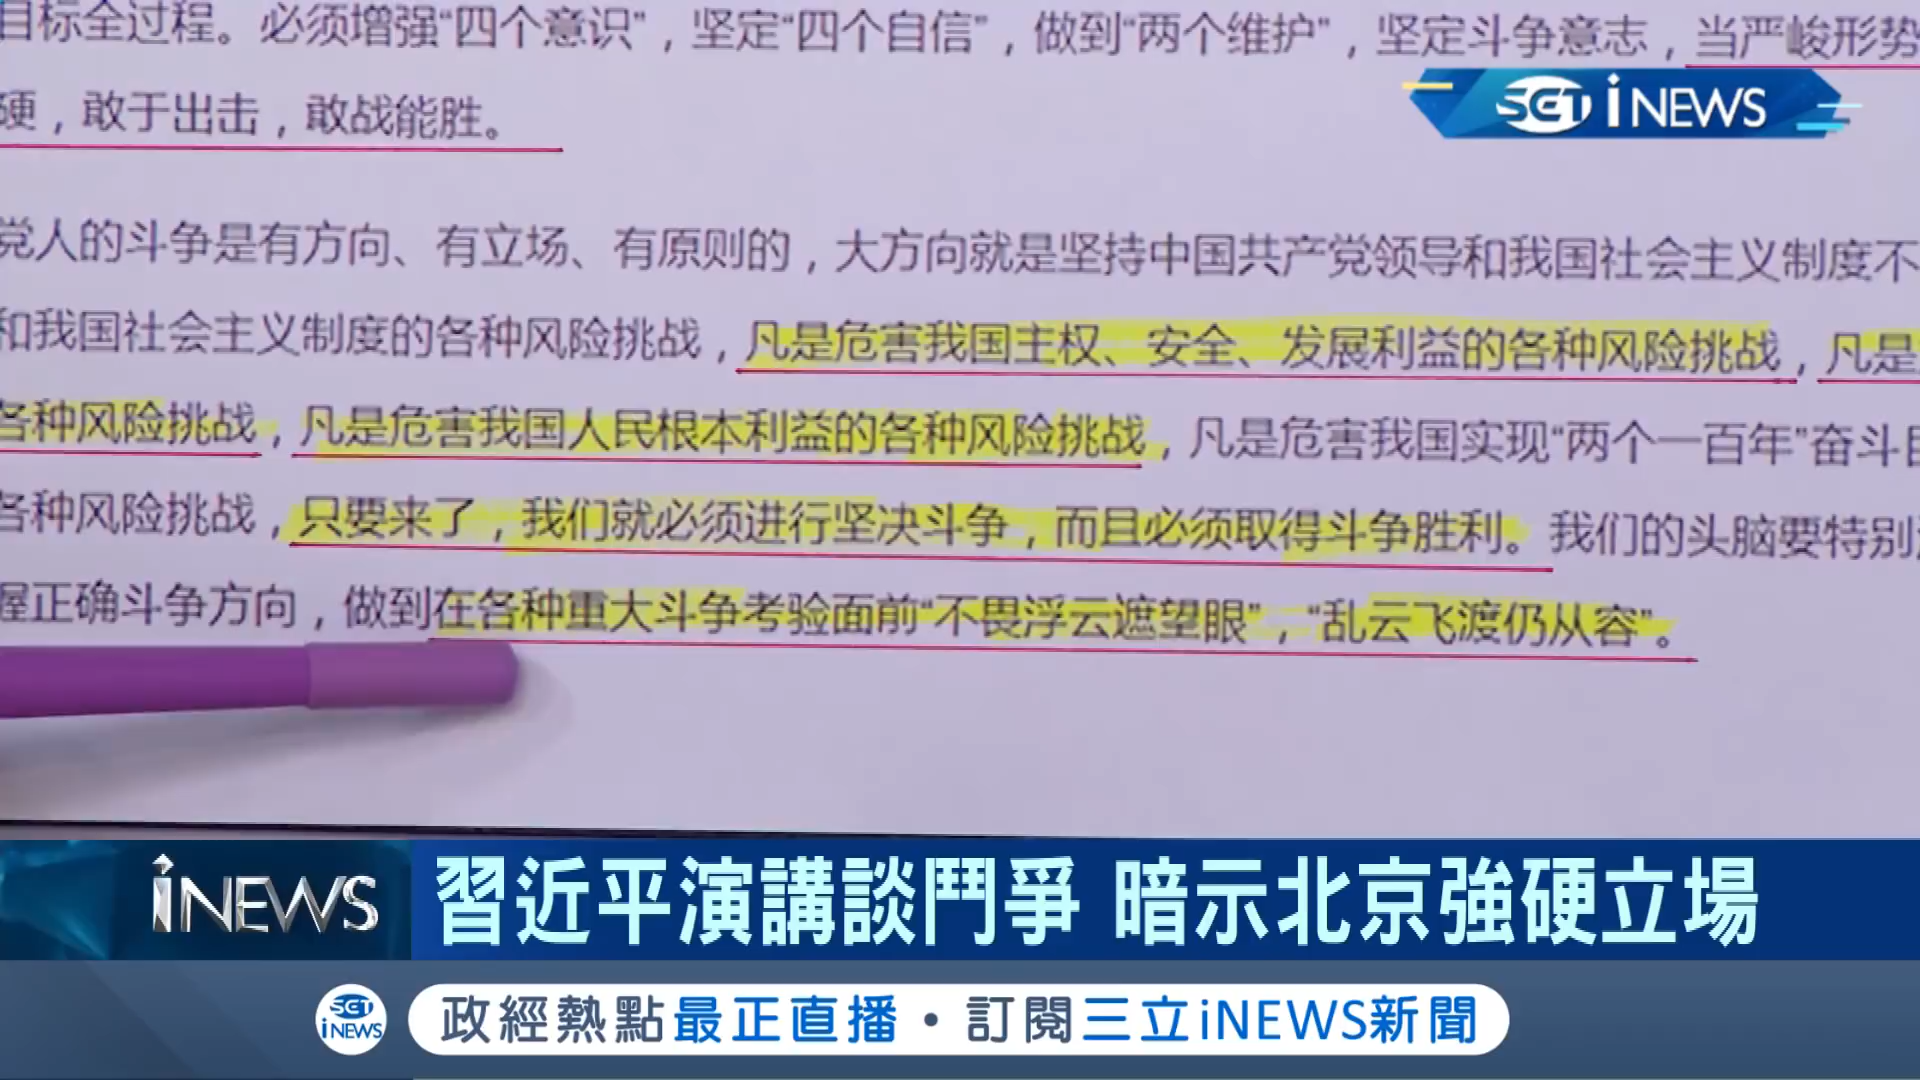 目标全过程。必须增强“四个意识”，坚定“四个自信”，做到“两个维护”，坚定斗争意志，当严峻形势
硬，敢于出击，敢战能胜。
SET iNEWS
党人的斗争是有方向、有立场、有原则的，大方向就是坚持中国共产党领导和我国社会主义制度不
和我国社会主义制度的各种风险挑战，凡是危害我国主权、安全、发展利益的各种风险挑战，凡是
各种风险挑战，凡是危害我国人民根本利益的各种风险挑战，凡是危害我国实现“两个一百年”奋斗目
各种风险挑战，只要来了，我们就必须进行坚决斗争，而且必须取得斗争胜利。我们的头脑要特别
握正确斗争方向，做到在各种重大斗争考验面前“不畏浮云遮望眼”，“乱云飞渡仍从容”。
iNEWS
習近平演講談鬥爭 暗示北京強硬立場
SET iNEWS
政經熱點最正直播・訂閱三立iNEWS新聞